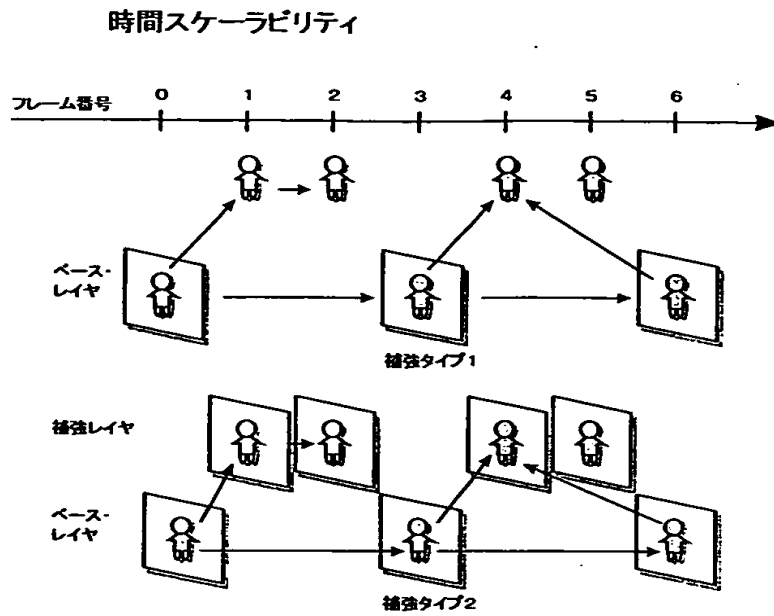 時間スケーラビリティ
フレーム番号
0 1 2 3 4 5 6
ベース・
レイヤ
補強タイプ1
補強レイヤ
ベース・
レイヤ
補強タイプ2